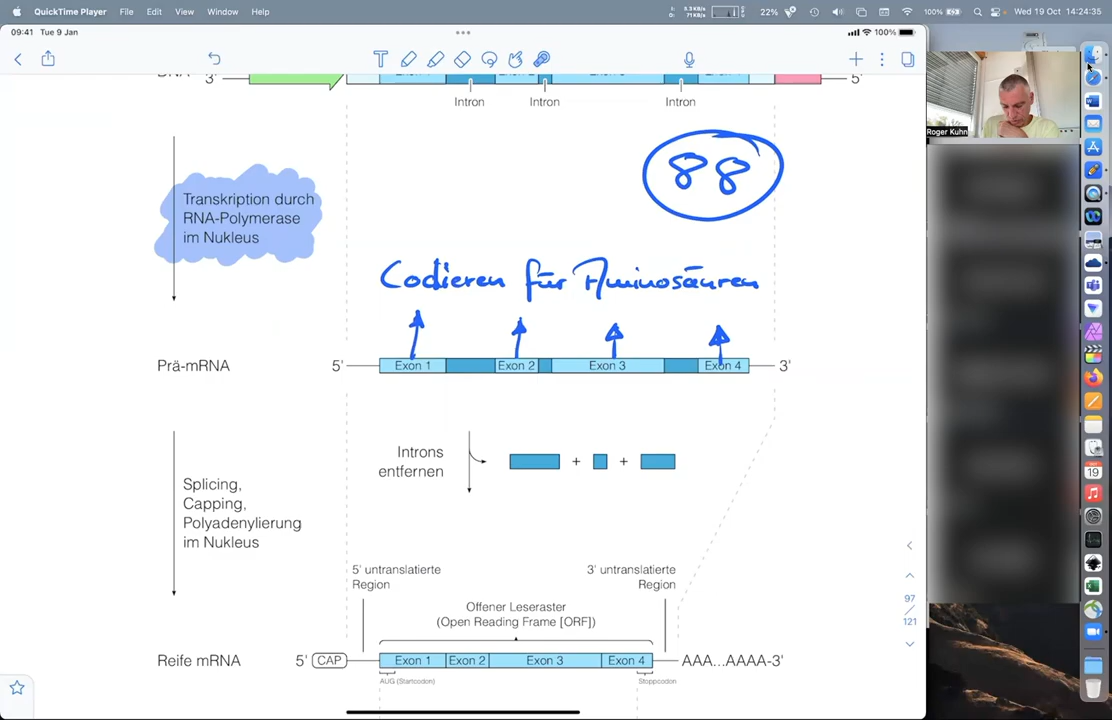 QuickTime Player File Edit View Window Help
22% 100% Wed 19 Oct 14:24:35
09:41 Tue 9 Jan
100%
3' 5'
Intron Intron Intron
Roger Kuhn
88
Transkription durch
RNA-Polymerase
im Nukleus
Codieren für Aminosäuren
Prä-mRNA 5' Exon 1 Exon 2 Exon 3 Exon 4 3'
Introns
entfernen
+ +
Splicing,
Capping,
Polyadenylierung
im Nukleus
5' untranslatierte
Region
3' untranslatierte
Region
Offener Leseraster
(Open Reading Frame [ORF])
97
121
Reife mRNA 5' CAP Exon 1 Exon 2 Exon 3 Exon 4 AAA...AAAA-3'
AUG (Startcodon) Stoppcodon
19